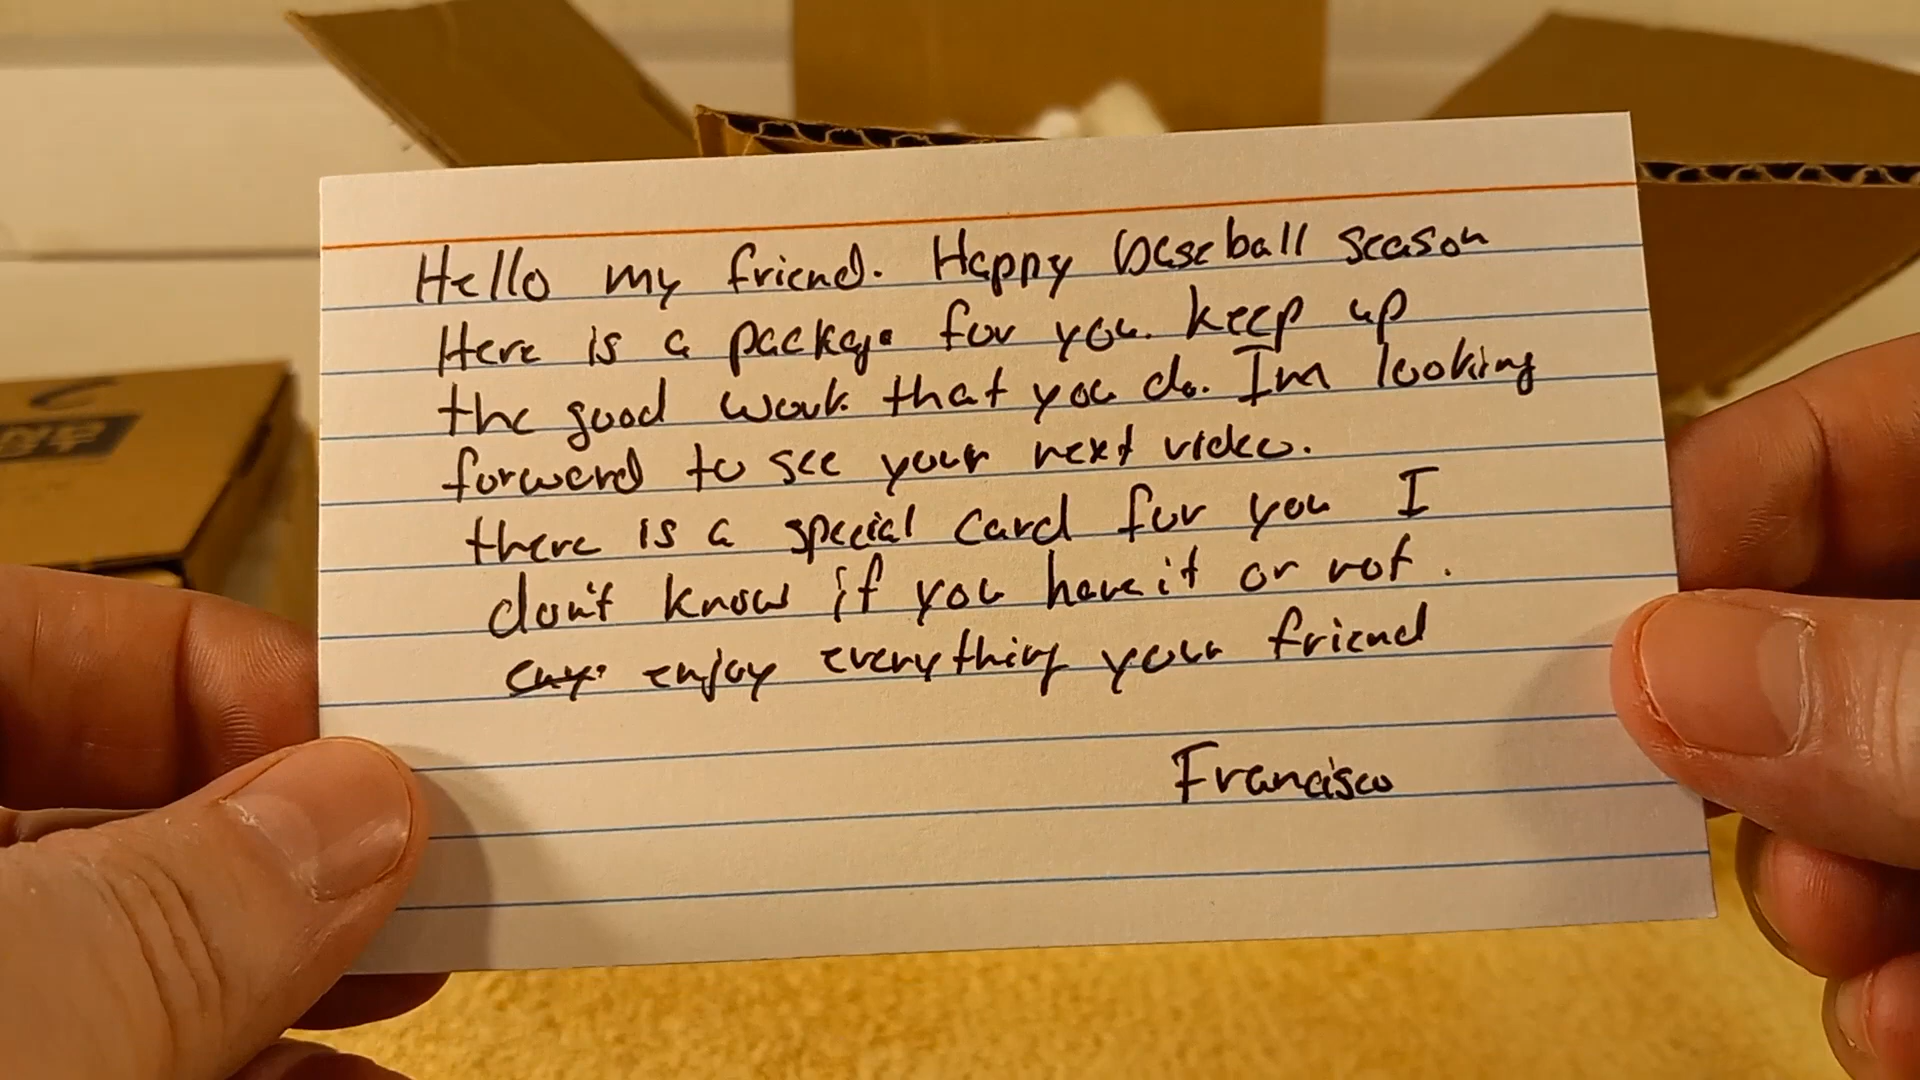 Hello my friend. Happy baseball season
Here is a package for you. keep up
the good work that you do. Im looking
forward to see your next video.
there is a special card for you I
don't know if you have it or not.
enjoy everything your friend
Francisco